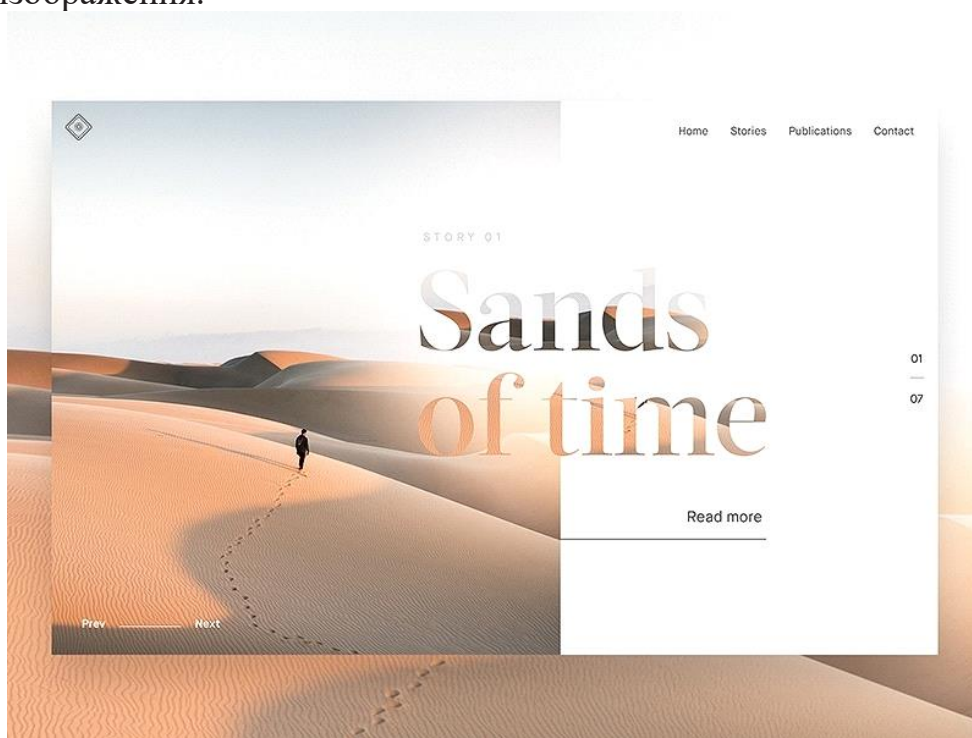 изображения.
Home Stories Publications Contact
STORY 01
Sands
of time
01
07
Read more
Prev Next